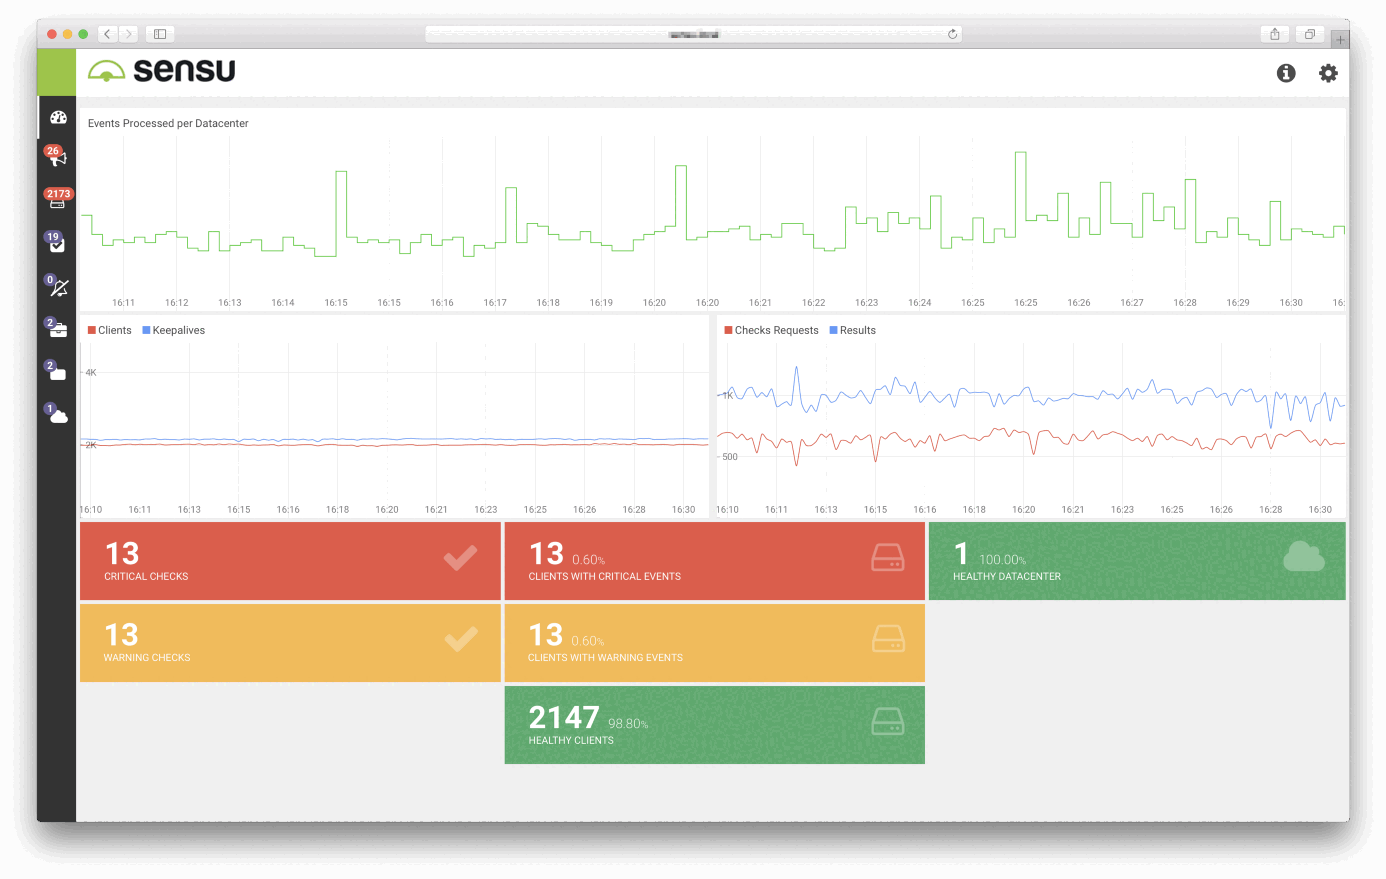 sensu
26
2173
19
0
2
2
1
Events Processed per Datacenter
16:11 16:12 16:13 16:14 16:15 16:15 16:16 16:17 16:18 16:19 16:20 16:20 16:21 16:22 16:23 16:24 16:25 16:25 16:26 16:27 16:28 16:29 16:30 16:
Clients Keepalives
4K
2K
16:10 16:11 16:13 16:15 16:16 16:18 16:20 16:21 16:23 16:25 16:26 16:28 16:30
Checks Requests Results
1K
500
16:10 16:11 16:13 16:15 16:16 16:18 16:20 16:21 16:23 16:25 16:26 16:28 16:30
13
CRITICAL CHECKS
13 0.60%
CLIENTS WITH CRITICAL EVENTS
1 100.00%
HEALTHY DATACENTER
13
WARNING CHECKS
13 0.60%
CLIENTS WITH WARNING EVENTS
2147 98.80%
HEALTHY CLIENTS